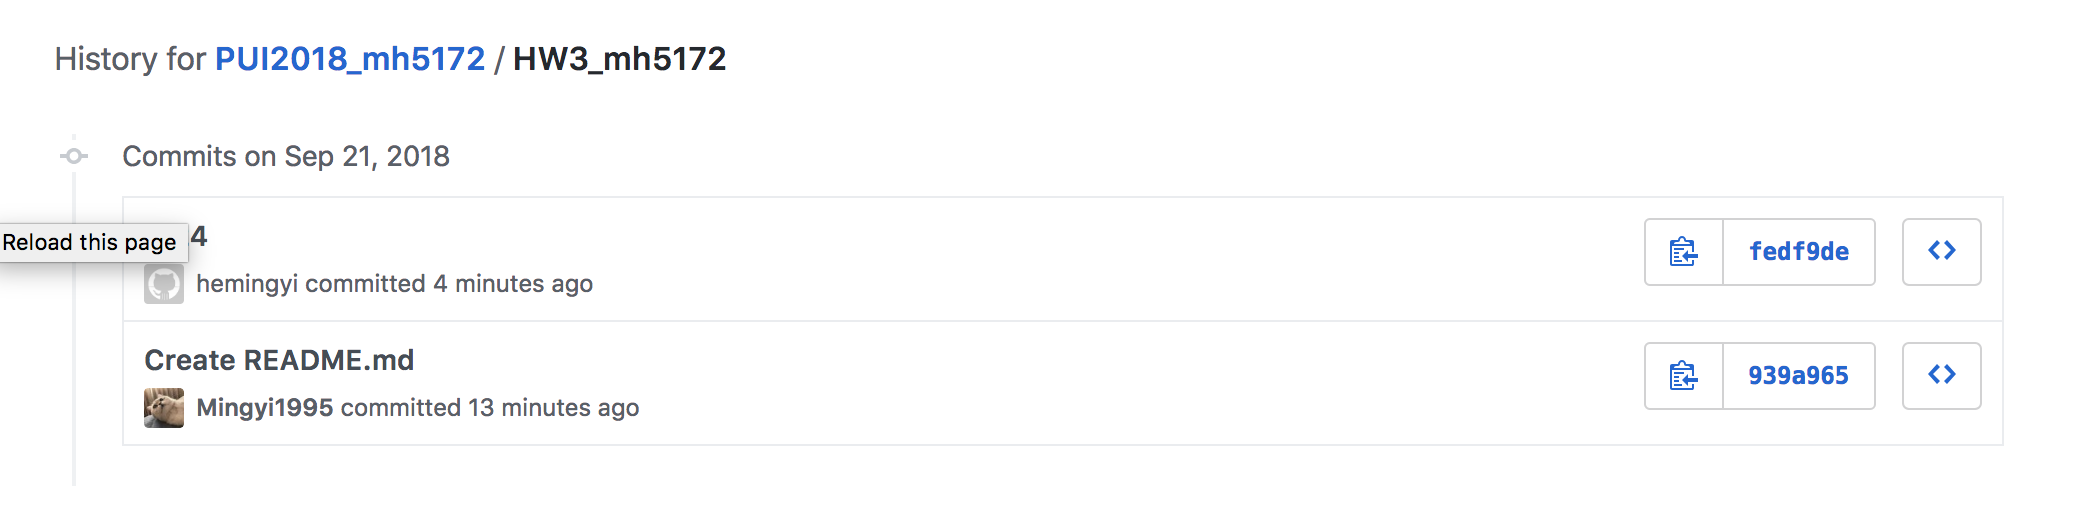 History for PUI2018_mh5172 / HW3_mh5172
Commits on Sep 21, 2018
4
Reload this page
fedf9de
hemingyi committed 4 minutes ago
Create README.md
939a965
Mingyi1995 committed 13 minutes ago